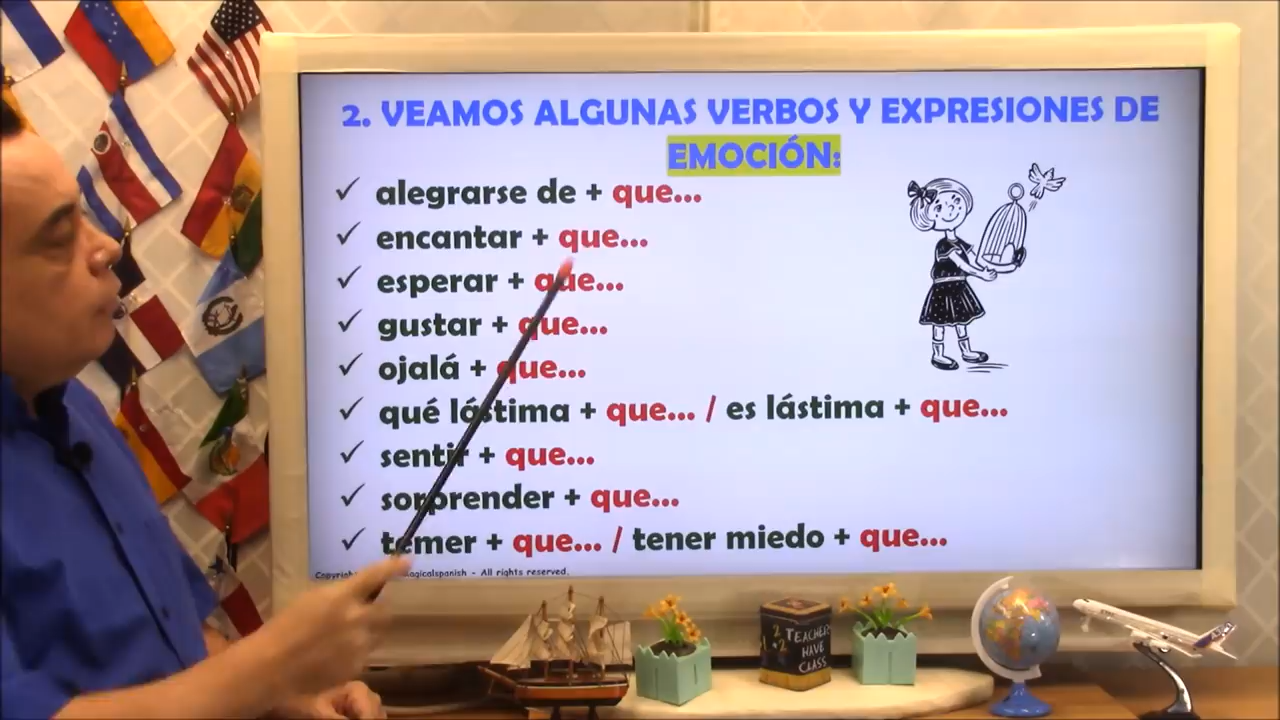 2. VEAMOS ALGUNAS VERBOS Y EXPRESIONES DE
EMOCIÓN:
✓ alegrarse de + que...
✓ encantar + que...
✓ esperar + que...
✓ gustar + que...
✓ ojalá + que...
✓ qué lástima + que... / es lástima + que...
✓ sentir + que...
✓ sorprender + que...
✓ temer + que... / tener miedo + que...
- All rights reserved.
TEACHERS
HAVE
CLASS